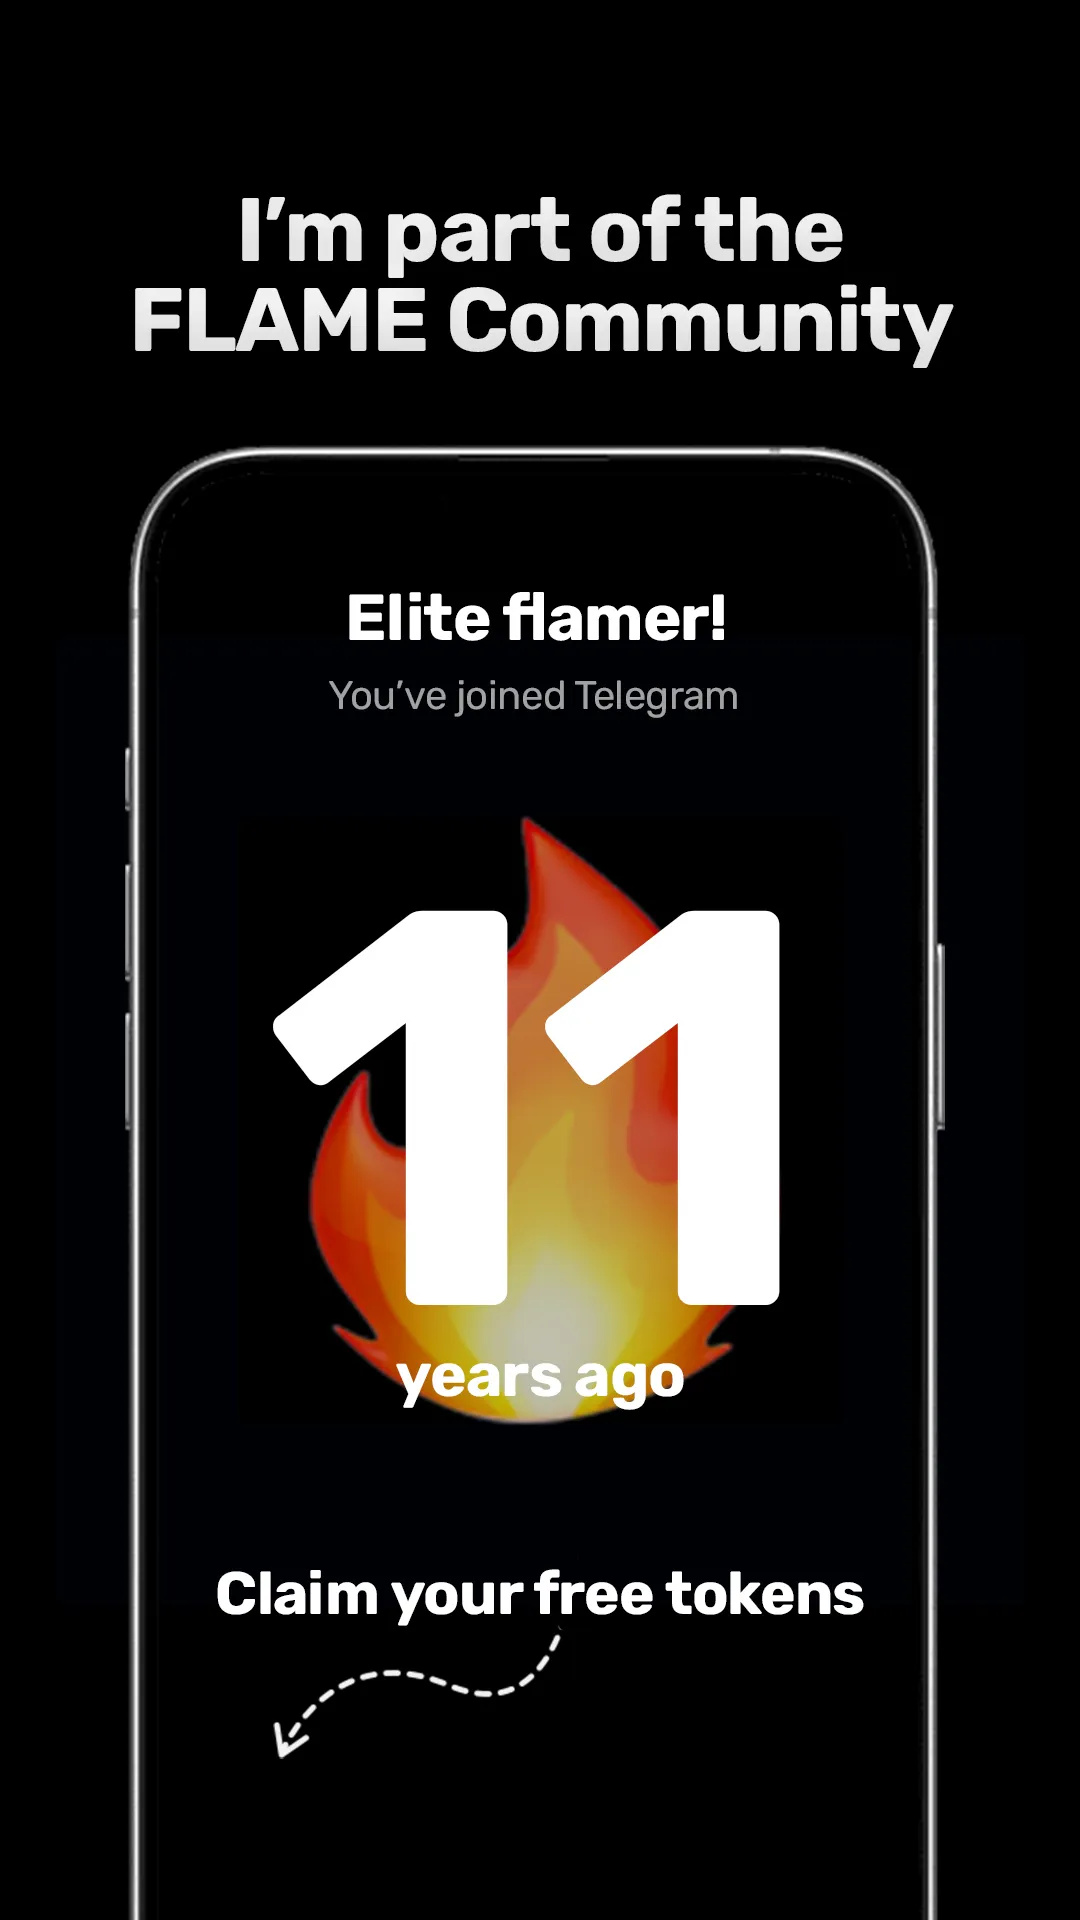 I’m part of the
FLAME Community
Elite flamer!
You’ve joined Telegram
11
years ago
Claim your free tokens